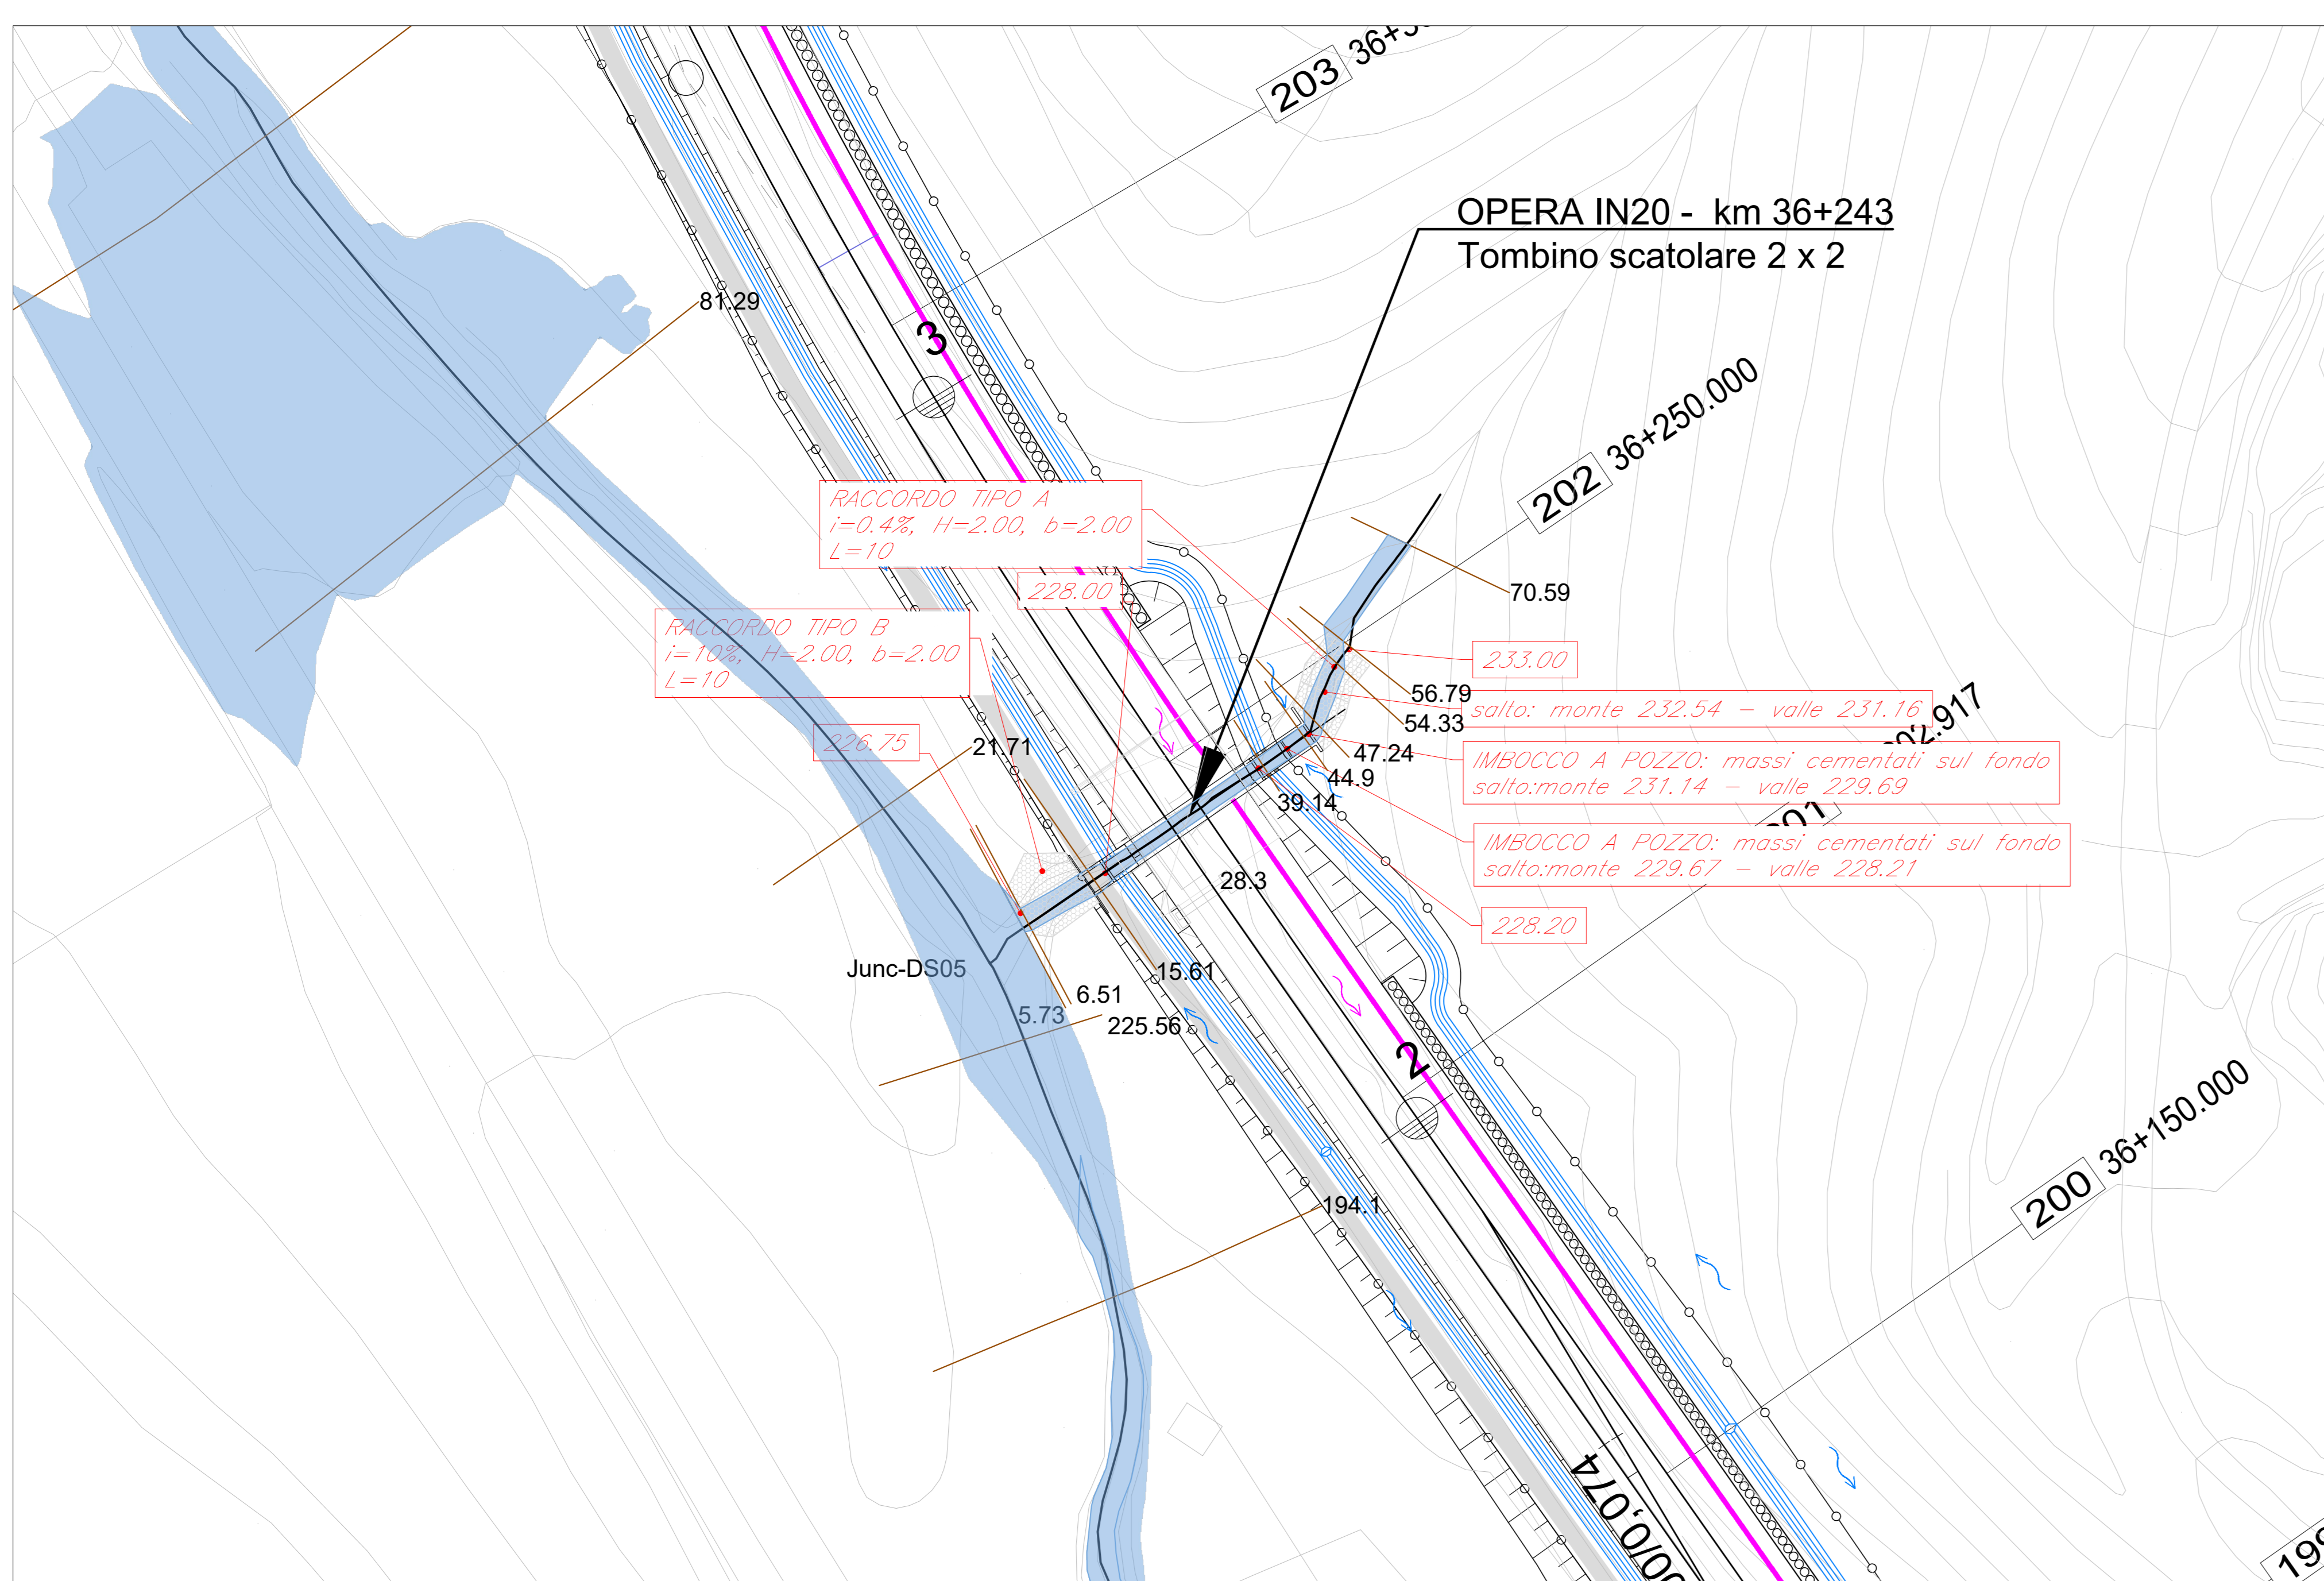 203
OPERA IN20 - km 36+243
Tombino scatolare 2 x 2
81.29
3
202 36+250.000
RACCORDO TIPO A
i=0.4%, H=2.00, b=2.00
L=10
228.00
70.59
RACCORDO TIPO B
i=10%, H=2.00, b=2.00
L=10
233.00
56.79
salto: monte 232.54 - valle 231.16
54.33
226.75
21.71
47.24
IMBOCCO A POZZO: massi cementati sul fondo
salto:monte 231.14 - valle 229.69
44.9
39.14
IMBOCCO A POZZO: massi cementati sul fondo
salto:monte 229.67 - valle 228.21
28.3
228.20
Junc-DS05
15.61
6.51
5.73
225.56
2
200 36+150.000
194.1